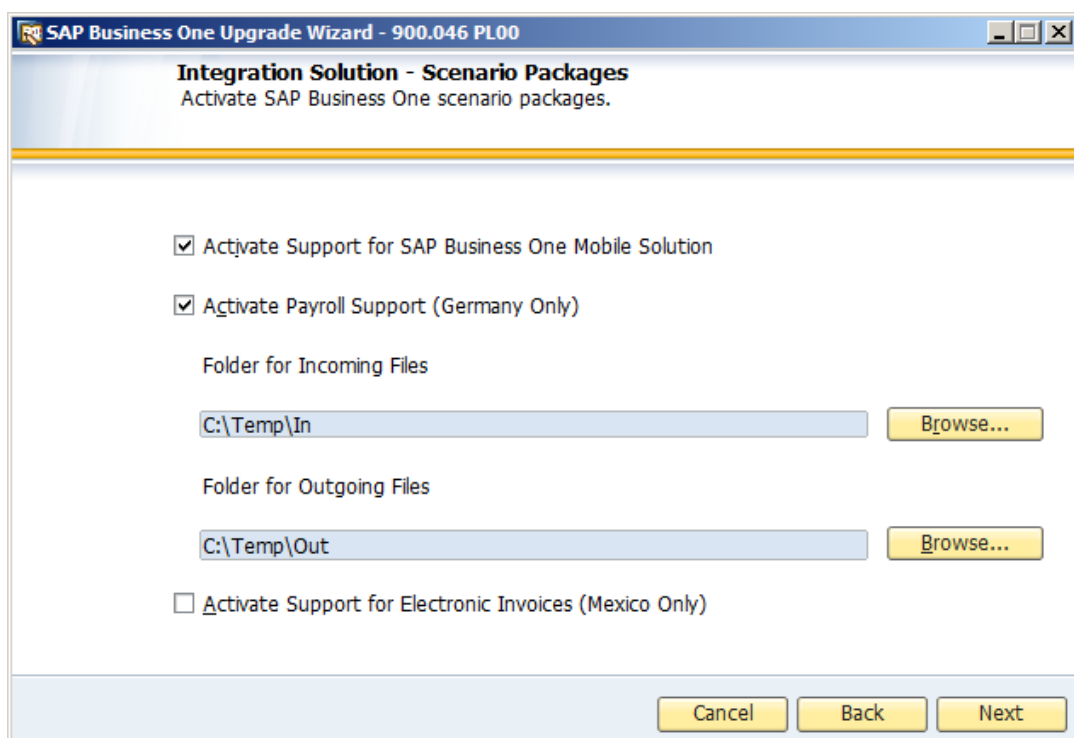 SAP Business One Upgrade Wizard - 900.046 PL00
Integration Solution - Scenario Packages
Activate SAP Business One scenario packages.
Activate Support for SAP Business One Mobile Solution
Activate Payroll Support (Germany Only)
Folder for Incoming Files
C:\Temp\In
Browse...
Folder for Outgoing Files
C:\Temp\Out
Browse...
Activate Support for Electronic Invoices (Mexico Only)
Cancel
Back
Next